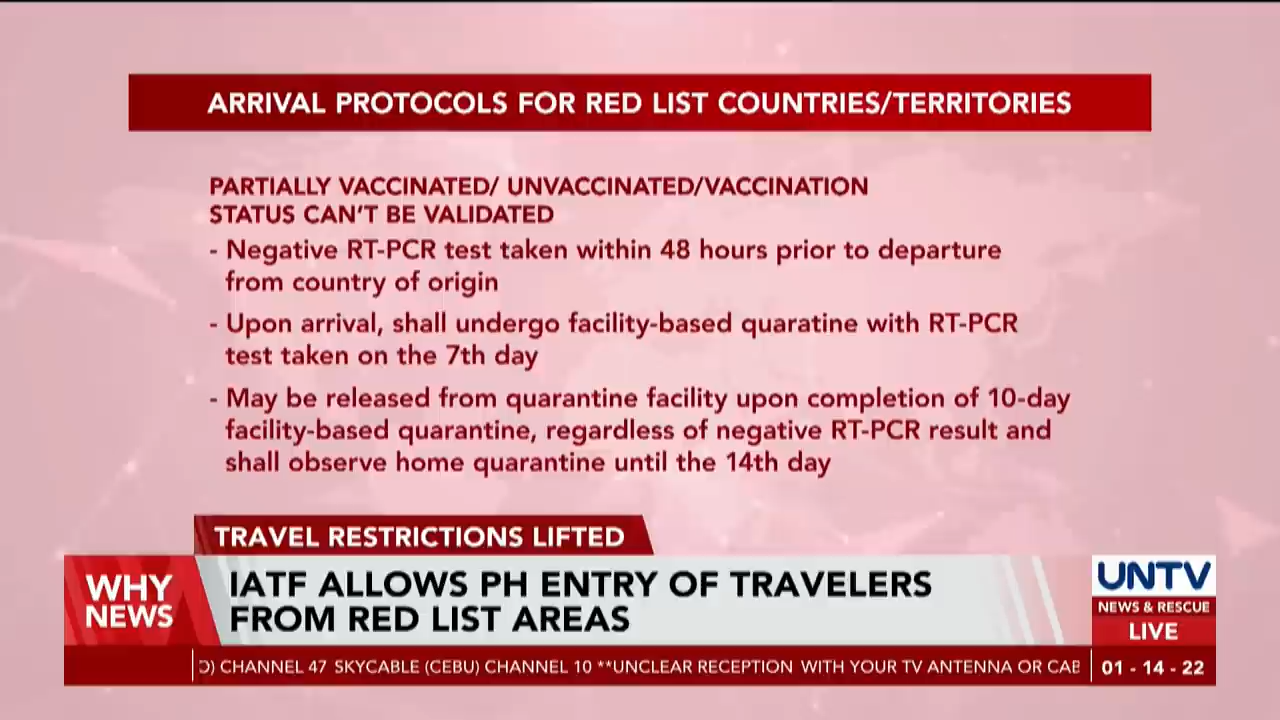 ARRIVAL PROTOCOLS FOR RED LIST COUNTRIES/TERRITORIES
PARTIALLY VACCINATED/ UNVACCINATED/VACCINATION
STATUS CAN'T BE VALIDATED
- Negative RT-PCR test taken within 48 hours prior to departure
from country of origin
- Upon arrival, shall undergo facility-based quaratine with RT-PCR
test taken on the 7th day
- May be released from quarantine facility upon completion of 10-day
facility-based quarantine, regardless of negative RT-PCR result and
shall observe home quarantine until the 14th day
TRAVEL RESTRICTIONS LIFTED
WHY
NEWS
IATF ALLOWS PH ENTRY OF TRAVELERS
FROM RED LIST AREAS
UNTV
NEWS & RESCUE
LIVE
) CHANNEL 47 SKYCABLE (CEBU) CHANNEL 10 **UNCLEAR RECEPTION WITH YOUR TV ANTENNA OR CAB
01 - 14 - 22